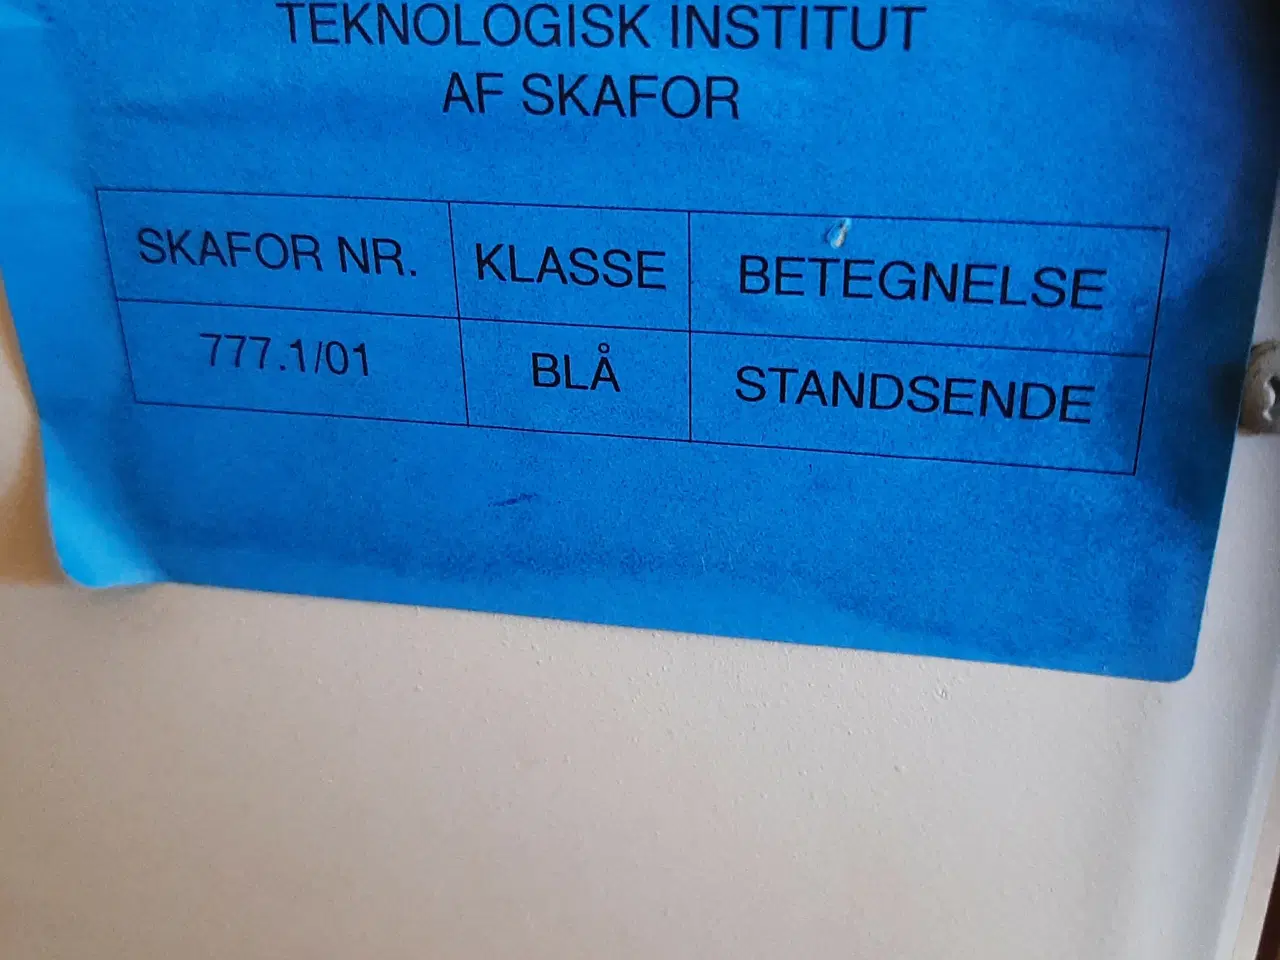 TEKNOLOGISK INSTITUT
AF SKAFOR
SKAFOR NR. KLASSE BETEGNELSE
777.1/01 BLÅ STANDSENDE